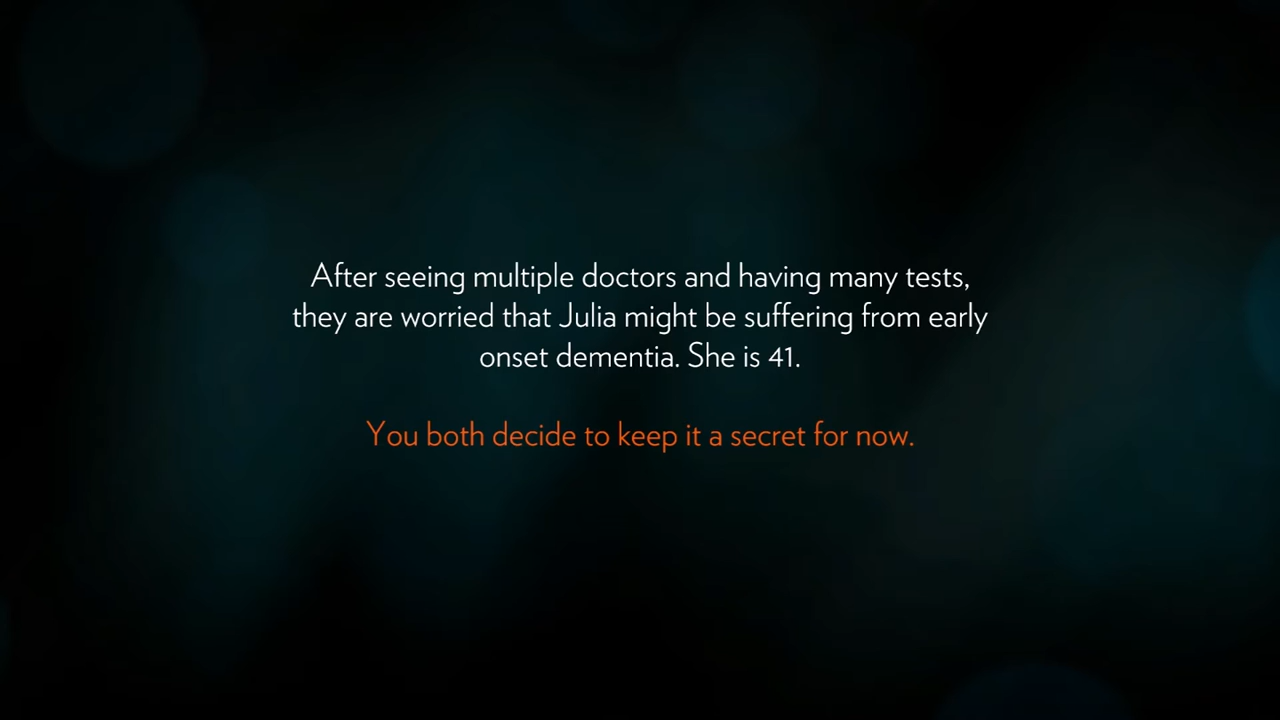 After seeing multiple doctors and having many tests,
they are worried that Julia might be suffering from early
onset dementia. She is 41.
You both decide to keep it a secret for now.